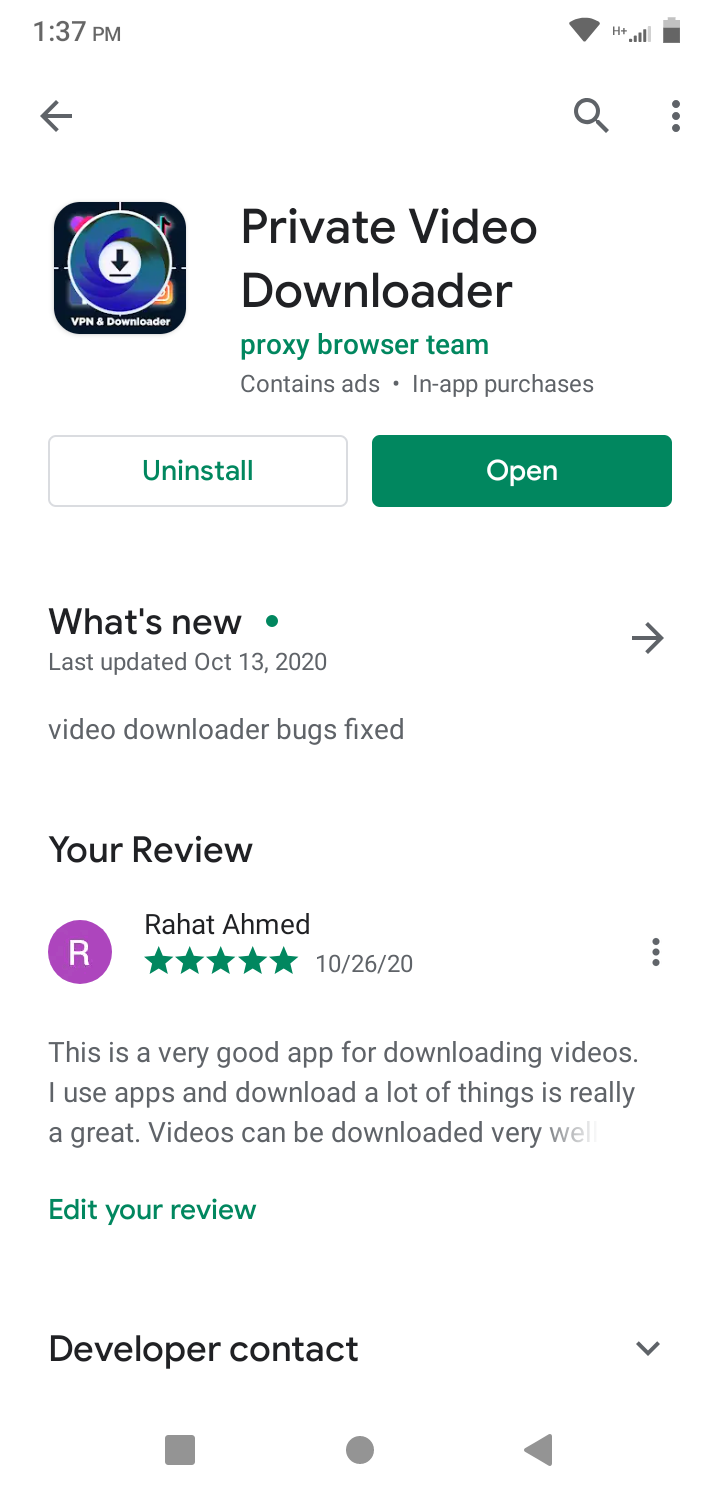 1:37 PM
H+
VPN & Downloader
Private Video
Downloader
proxy browser team
Contains ads • In-app purchases
Uninstall
Open
What's new
Last updated Oct 13, 2020
video downloader bugs fixed
Your Review
R
Rahat Ahmed
10/26/20
This is a very good app for downloading videos.
I use apps and download a lot of things is really
a great. Videos can be downloaded very well
Edit your review
Developer contact